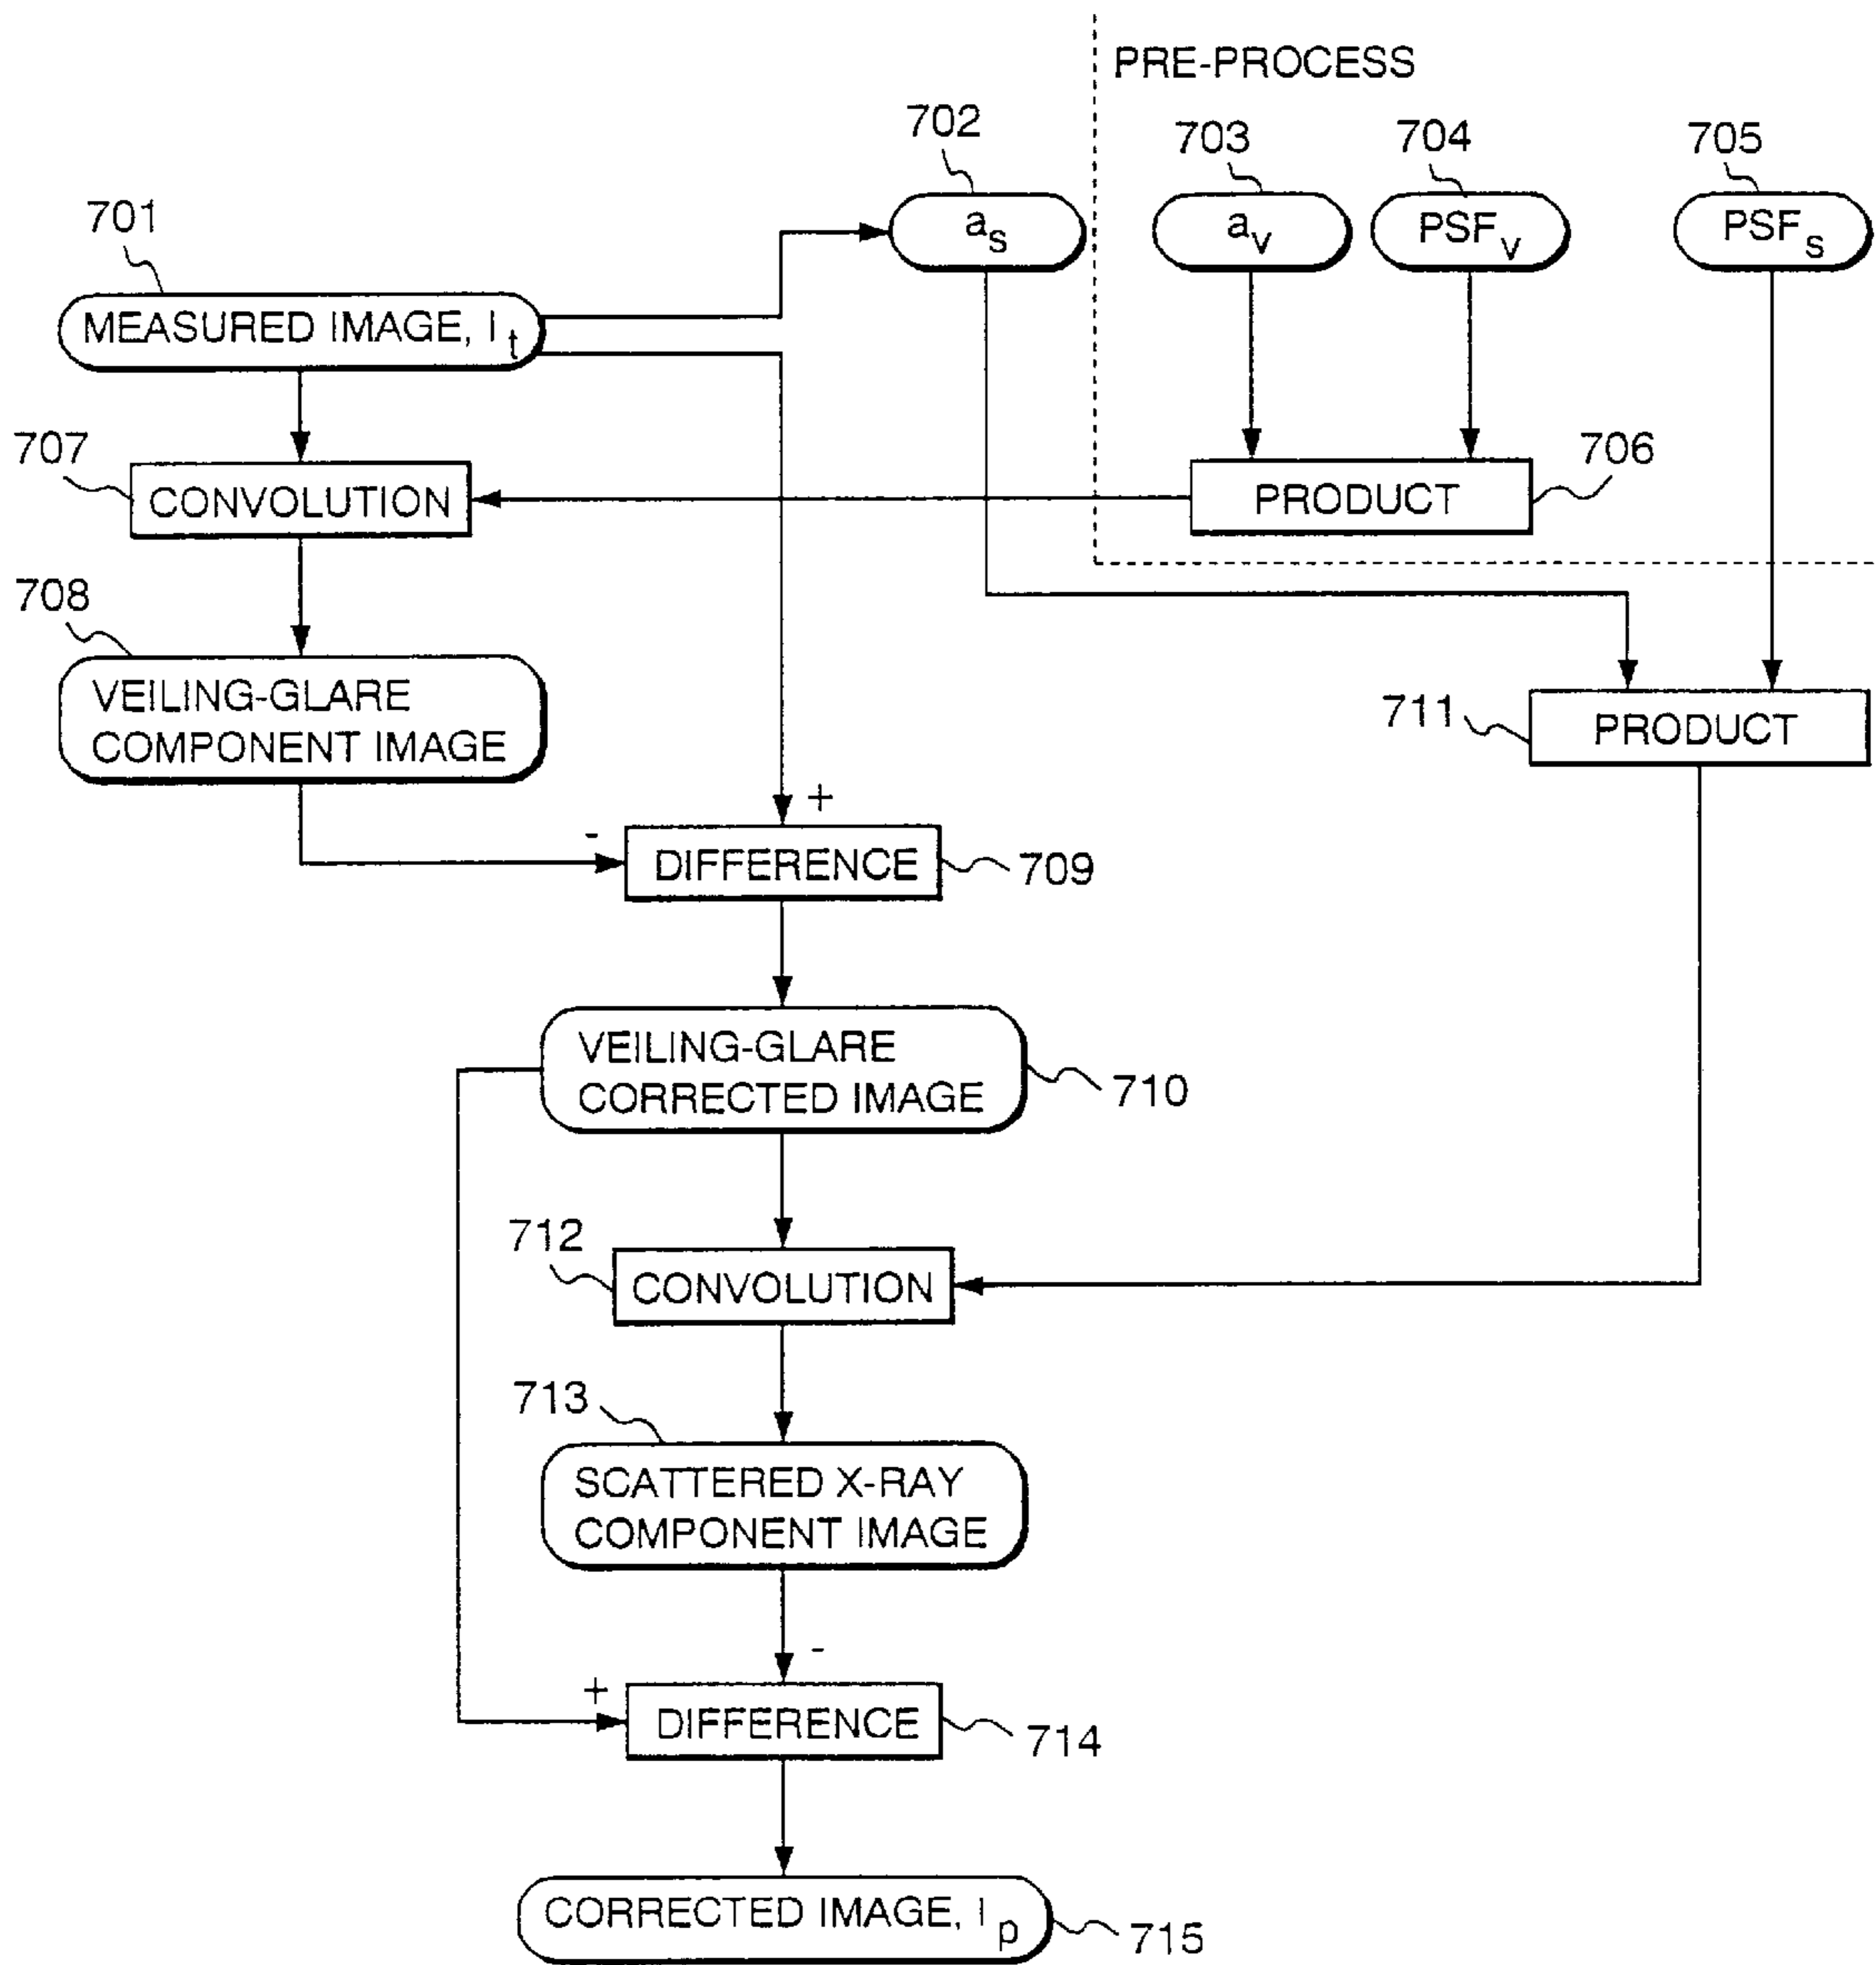 PRE-PROCESS
702
703
704
705
701
a_s
a_v
PSF_v
PSF_s
MEASURED IMAGE, I_t
707
CONVOLUTION
PRODUCT
706
708
VEILING-GLARE
COMPONENT IMAGE
711
PRODUCT
+
-
DIFFERENCE
709
VEILING-GLARE
CORRECTED IMAGE
710
712
CONVOLUTION
713
SCATTERED X-RAY
COMPONENT IMAGE
-
+
DIFFERENCE
714
CORRECTED IMAGE, I_p
715